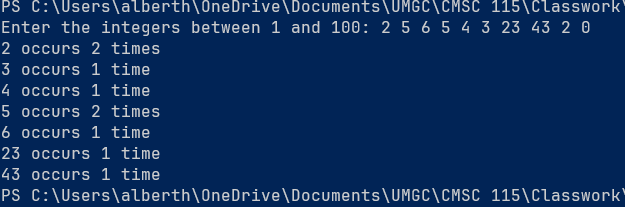 PS C:\Users\alberth\OneDrive\Documents\UMGC\CMSC 115\Classwork\
Enter the integers between 1 and 100: 2 5 6 5 4 3 23 43 2 0
2 occurs 2 times
3 occurs 1 time
4 occurs 1 time
5 occurs 2 times
6 occurs 1 time
23 occurs 1 time
43 occurs 1 time
PS C:\Users\alberth\OneDrive\Documents\UMGC\CMSC 115\Classwork\